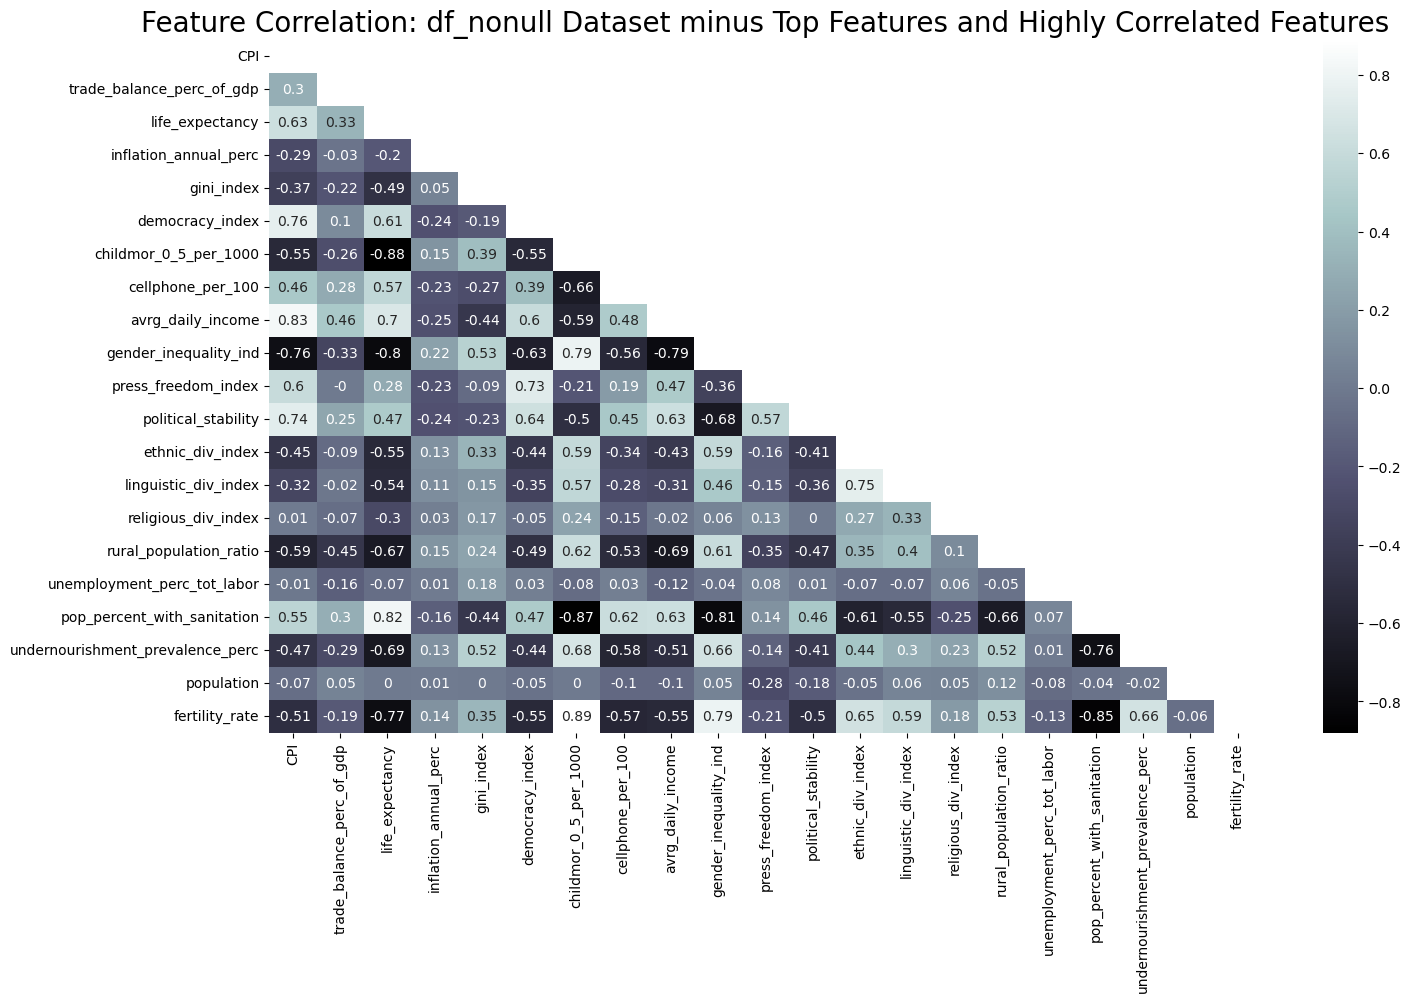 Feature Correlation: df_nonull Dataset minus Top Features and Highly Correlated Features
CPI
trade_balance_perc_of_gdp 0.3
life_expectancy 0.63 0.33
inflation_annual_perc -0.29 -0.03 -0.2
gini_index -0.37 -0.22 -0.49 0.05
democracy_index 0.76 0.1 0.61 -0.24 -0.19
childmor_0_5_per_1000 -0.55 -0.26 -0.88 0.15 0.39 -0.55
cellphone_per_100 0.46 0.28 0.57 -0.23 -0.27 0.39 -0.66
avrg_daily_income 0.83 0.46 0.7 -0.25 -0.44 0.6 -0.59 0.48
gender_inequality_ind -0.76 -0.33 -0.8 0.22 0.53 -0.63 0.79 -0.56 -0.79
press_freedom_index 0.6 -0 0.28 -0.23 -0.09 0.73 -0.21 0.19 0.47 -0.36
political_stability 0.74 0.25 0.47 -0.24 -0.23 0.64 -0.5 0.45 0.63 -0.68 0.57
ethnic_div_index -0.45 -0.09 -0.55 0.13 0.33 -0.44 0.59 -0.34 -0.43 0.59 -0.16 -0.41
linguistic_div_index -0.32 -0.02 -0.54 0.11 0.15 -0.35 0.57 -0.28 -0.31 0.46 -0.15 -0.36 0.75
religious_div_index 0.01 -0.07 -0.3 0.03 0.17 -0.05 0.24 -0.15 -0.02 0.06 0.13 0 0.27 0.33
rural_population_ratio -0.59 -0.45 -0.67 0.15 0.24 -0.49 0.62 -0.53 -0.69 0.61 -0.35 -0.47 0.35 0.4 0.1
unemployment_perc_tot_labor -0.01 -0.16 -0.07 0.01 0.18 0.03 -0.08 0.03 -0.12 -0.04 0.08 0.01 -0.07 -0.07 0.06 -0.05
pop_percent_with_sanitation 0.55 0.3 0.82 -0.16 -0.44 0.47 -0.87 0.62 0.63 -0.81 0.14 0.46 -0.61 -0.55 -0.25 -0.66 0.07
undernourishment_prevalence_perc -0.47 -0.29 -0.69 0.13 0.52 -0.44 0.68 -0.58 -0.51 0.66 -0.14 -0.41 0.44 0.3 0.23 0.52 0.01 -0.76
population -0.07 0.05 0 0.01 0 -0.05 0 -0.1 -0.1 0.05 -0.28 -0.18 -0.05 0.06 0.05 0.12 -0.08 -0.04 -0.02
fertility_rate -0.51 -0.19 -0.77 0.14 0.35 -0.55 0.89 -0.57 -0.55 0.79 -0.21 -0.5 0.65 0.59 0.18 0.53 -0.13 -0.85 0.66 -0.06
CPI
trade_balance_perc_of_gdp
life_expectancy
inflation_annual_perc
gini_index
democracy_index
childmor_0_5_per_1000
cellphone_per_100
avrg_daily_income
gender_inequality_ind
press_freedom_index
political_stability
ethnic_div_index
linguistic_div_index
religious_div_index
rural_population_ratio
unemployment_perc_tot_labor
pop_percent_with_sanitation
undernourishment_prevalence_perc
population
fertility_rate
0.8
0.6
0.4
0.2
0.0
−0.2
−0.4
−0.6
−0.8